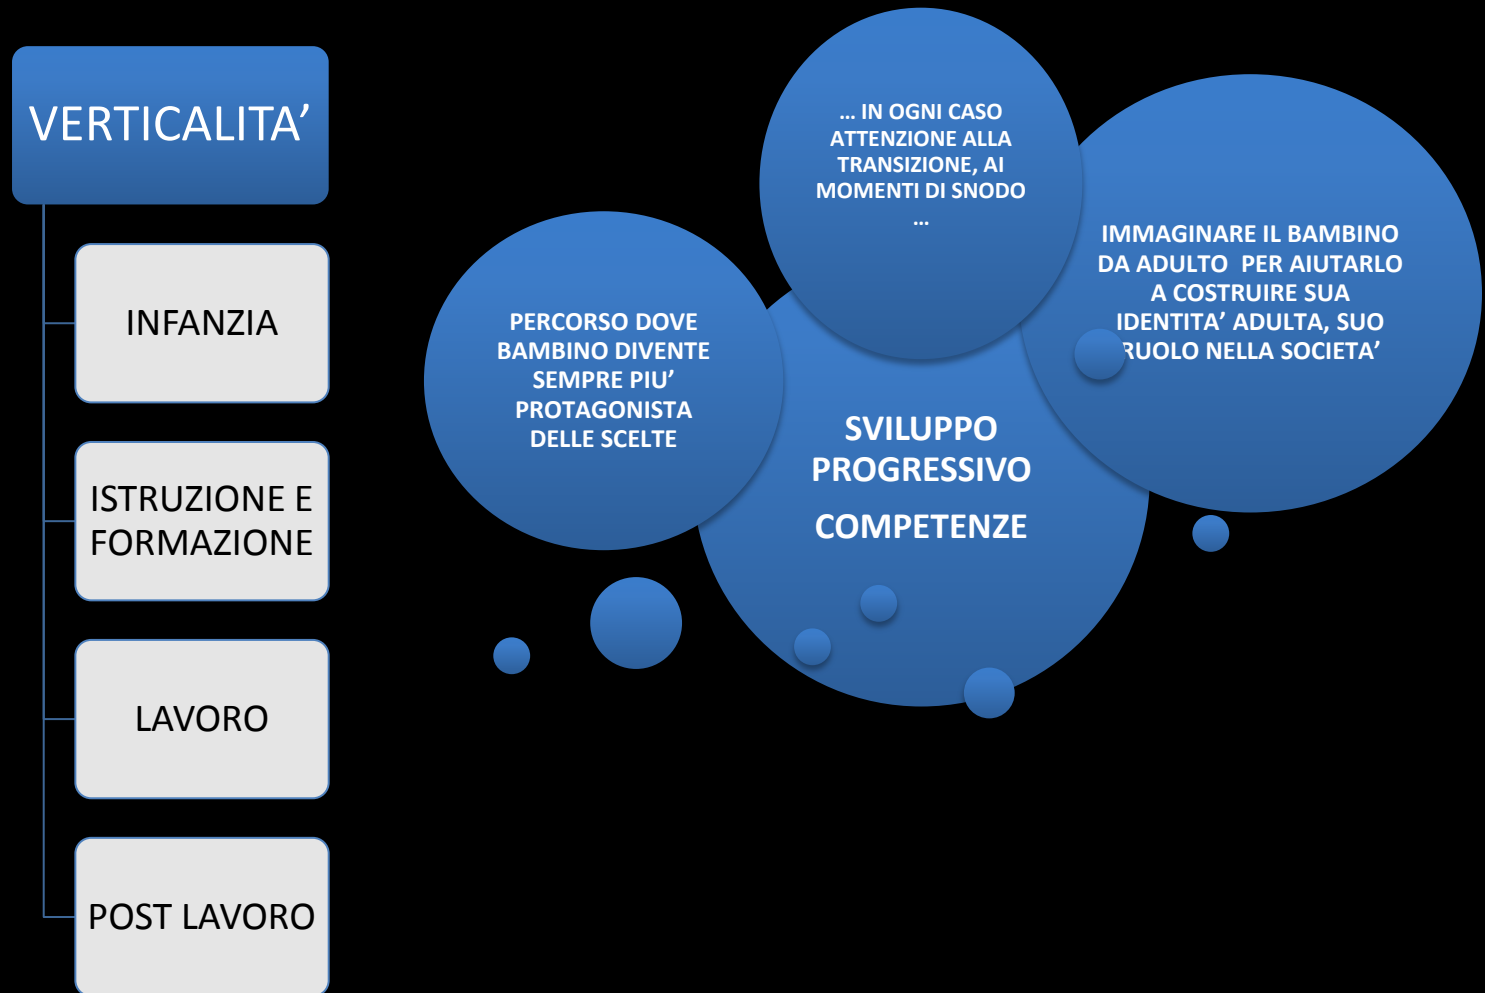 VERTICALITA’
INFANZIA
ISTRUZIONE E
FORMAZIONE
LAVORO
POST LAVORO
PERCORSO DOVE
BAMBINO DIVENTE
SEMPRE PIU’
PROTAGONISTA
DELLE SCELTE
… IN OGNI CASO
ATTENZIONE ALLA
TRANSIZIONE, AI
MOMENTI DI SNODO
…
IMMAGINARE IL BAMBINO
DA ADULTO PER AIUTARLO
A COSTRUIRE SUA
IDENTITA’ ADULTA, SUO
RUOLO NELLA SOCIETA’
SVILUPPO
PROGRESSIVO
COMPETENZE